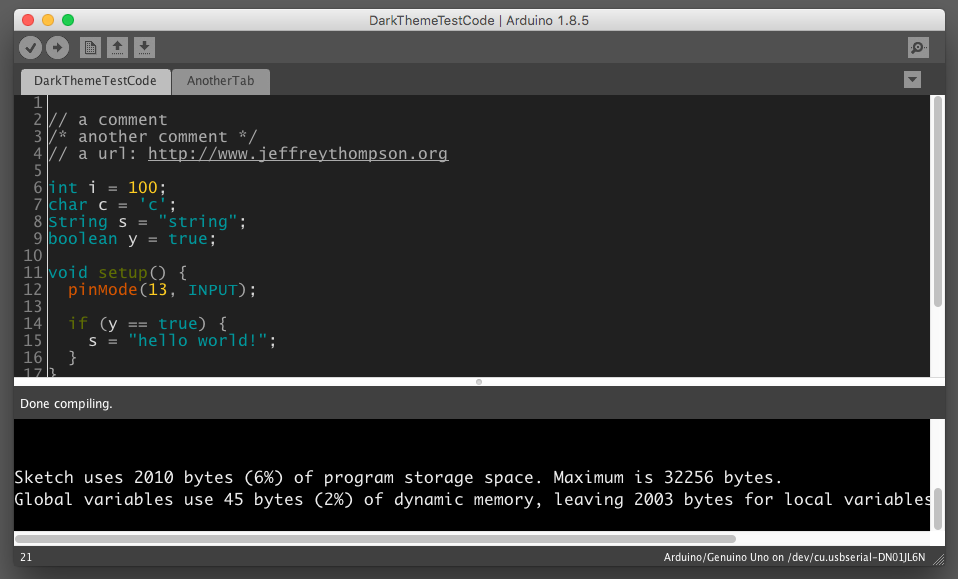 DarkThemeTestCode | Arduino 1.8.5
DarkThemeTestCode AnotherTab
1
2 // a comment
3 /* another comment */
4 // a url: http://www.jeffreythompson.org
5
6 int i = 100;
7 char c = 'c';
8 String s = "string";
9 boolean y = true;
10
11 void setup() {
12   pinMode(13, INPUT);
13
14   if (y == true) {
15     s = "hello world!";
16   }
17 }
Done compiling.
Sketch uses 2010 bytes (6%) of program storage space. Maximum is 32256 bytes.
Global variables use 45 bytes (2%) of dynamic memory, leaving 2003 bytes for local variables
21 Arduino/Genuino Uno on /dev/cu.usbserial-DN01JL6N